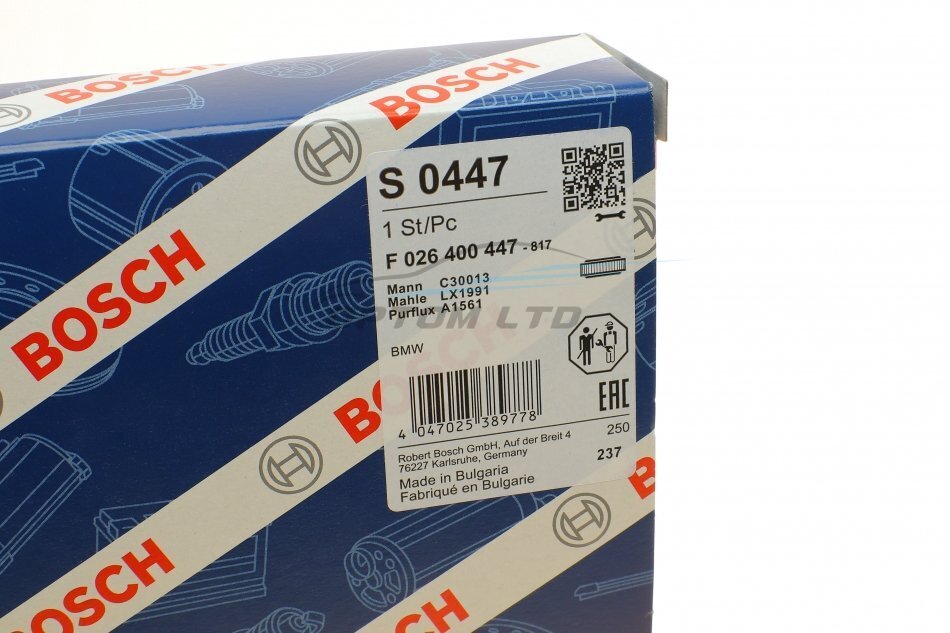 BOSCH
BOSCH
S 0447
1 St/Pc
F 026 400 447 - 817
Mann C30013
Mahle LX1991
Purflux A1561
PTOM LTD
BOSCH
BMW
BOSCH
4 047025 389778
EAC
Robert Bosch GmbH, Auf der Breit 4
76227 Karlsruhe, Germany
250
237
Made in Bulgaria
Fabriqué en Bulgarie
BOSCH
BOSCH
B